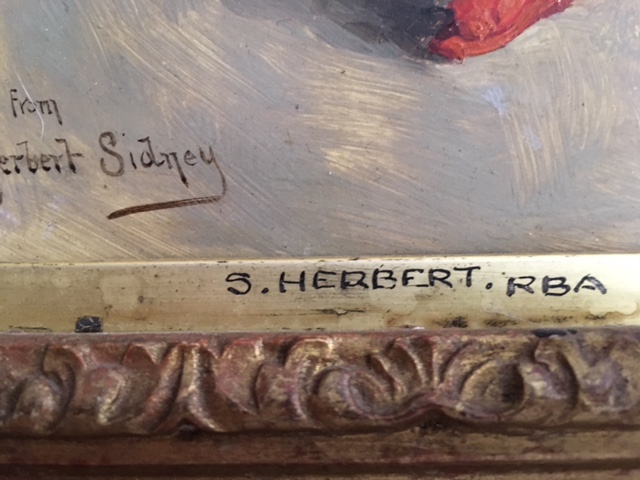 from
erbert Sidney
S. HERBERT. RBA